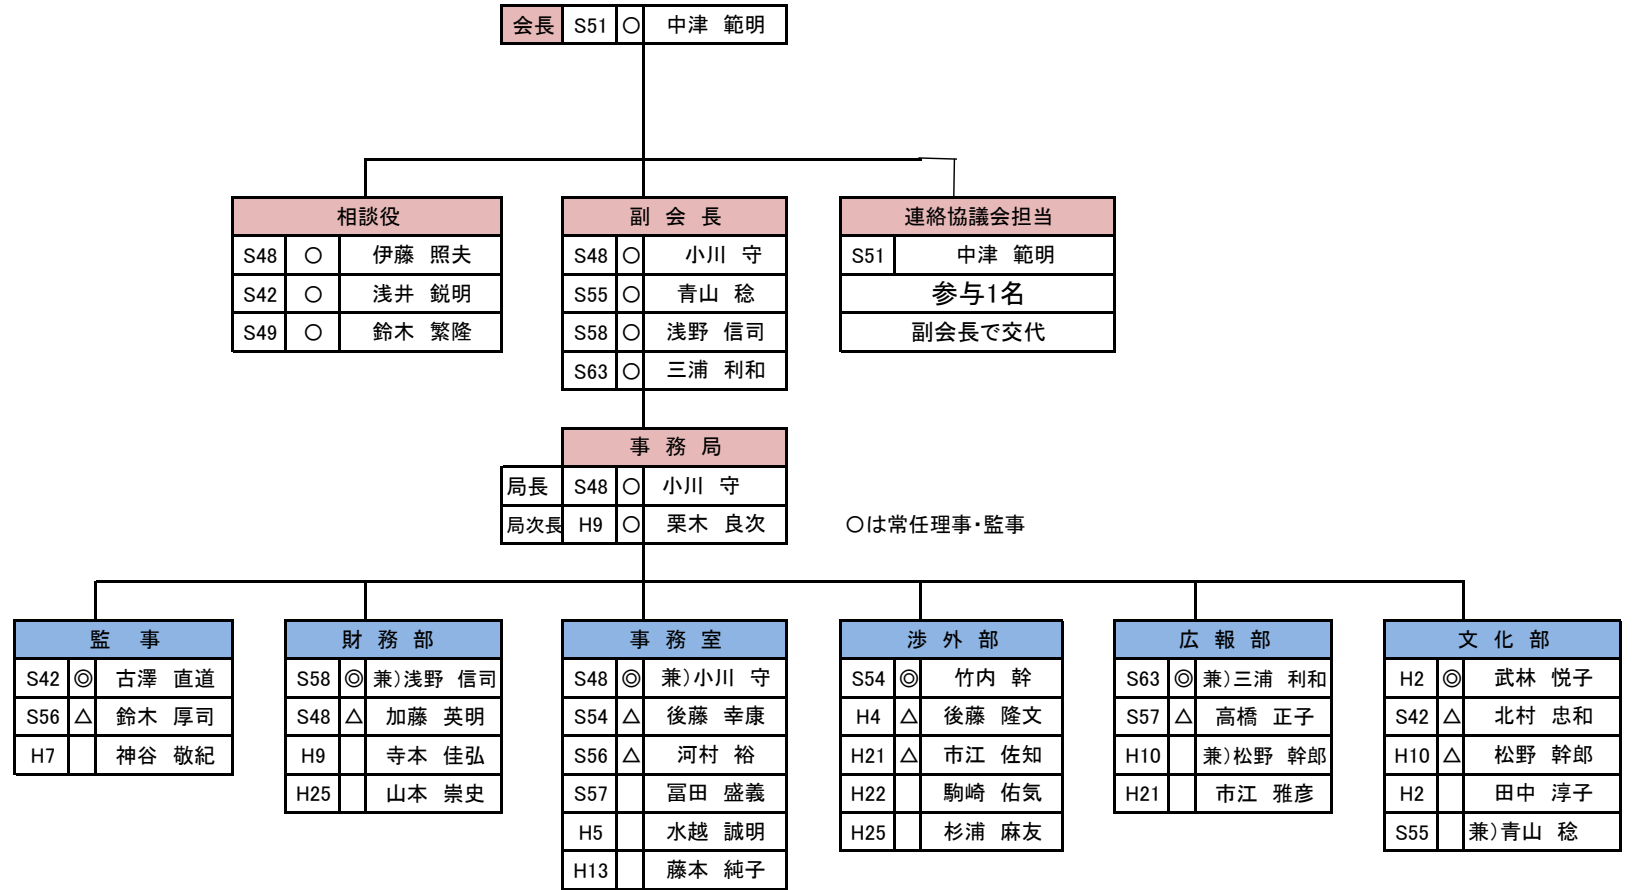 会長 S51 ○ 中津 範明
相談役
S48 ○ 伊藤 照夫
S42 ○ 浅井 鋭明
S49 ○ 鈴木 繁隆
副 会 長
S48 ○ 小川 守
S55 ○ 青山 稔
S58 ○ 浅野 信司
S63 ○ 三浦 利和
連絡協議会担当
S51 中津 範明
参与1名
副会長で交代
事 務 局
局長 S48 ○ 小川 守
局次長 H9 ○ 栗木 良次
○は常任理事・監事
監 事
S42 ◎ 古澤 直道
S56 △ 鈴木 厚司
H7 神谷 敬紀
財 務 部
S58 ◎ 兼)浅野 信司
S48 △ 加藤 英明
H9 寺本 佳弘
H25 山本 崇史
事 務 室
S48 ◎ 兼)小川 守
S54 △ 後藤 幸康
S56 △ 河村 裕
S57 冨田 盛義
H5 水越 誠明
H13 藤本 純子
渉 外 部
S54 ◎ 竹内 幹
H4 △ 後藤 隆文
H21 △ 市江 佐知
H22 駒崎 佑気
H25 杉浦 麻友
広 報 部
S63 ◎ 兼)三浦 利和
S57 △ 高橋 正子
H10 兼)松野 幹郎
H21 市江 雅彦
文 化 部
H2 ◎ 武林 悦子
S42 △ 北村 忠和
H10 △ 松野 幹郎
H2 田中 淳子
S55 兼)青山 稔